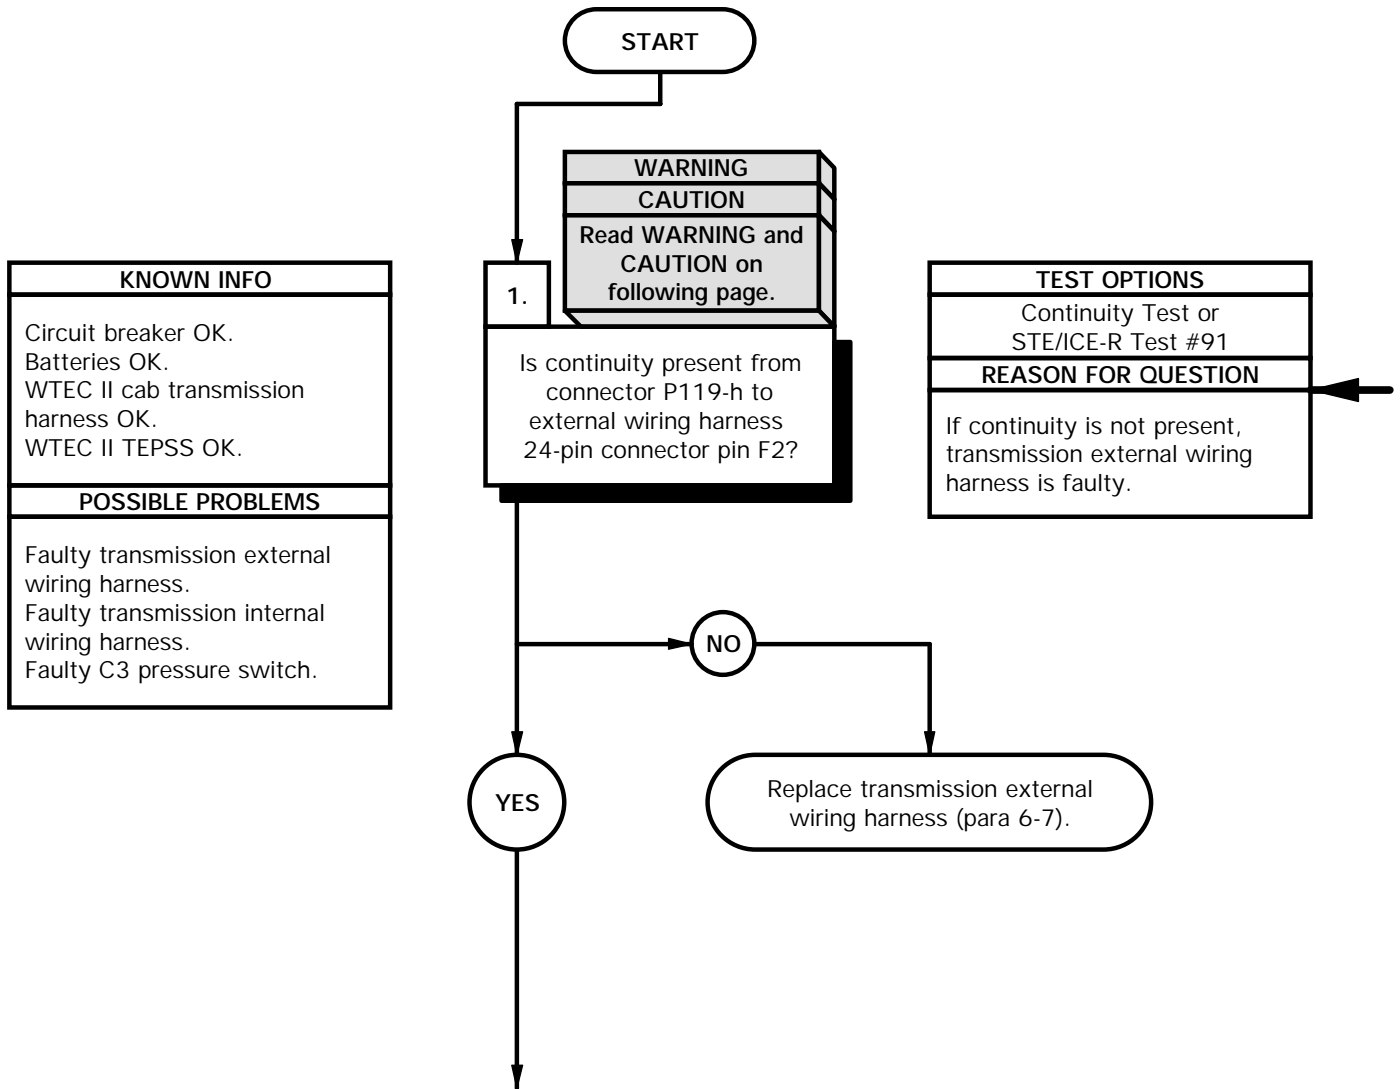 START
WARNING
CAUTION
Read WARNING and
CAUTION on
following page.
KNOWN INFO
Circuit breaker OK.
Batteries OK.
WTEC II cab transmission
harness OK.
WTEC II TEPSS OK.
POSSIBLE PROBLEMS
Faulty transmission external
wiring harness.
Faulty transmission internal
wiring harness.
Faulty C3 pressure switch.
1.
Is continuity present from
connector P119-h to
external wiring harness
24-pin connector pin F2?
TEST OPTIONS
Continuity Test or
STE/ICE-R Test #91
REASON FOR QUESTION
If continuity is not present,
transmission external wiring
harness is faulty.
NO
YES
Replace transmission external
wiring harness (para 6-7).